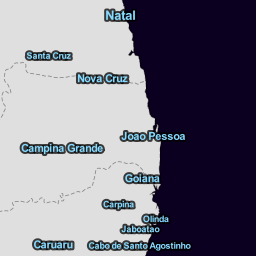 Natal
Santa Cruz
Nova Cruz
Joao Pessoa
Campina Grande
Goiana
Carpina
Olinda
Jaboatao
Caruaru
Cabo de Santo Agostinho